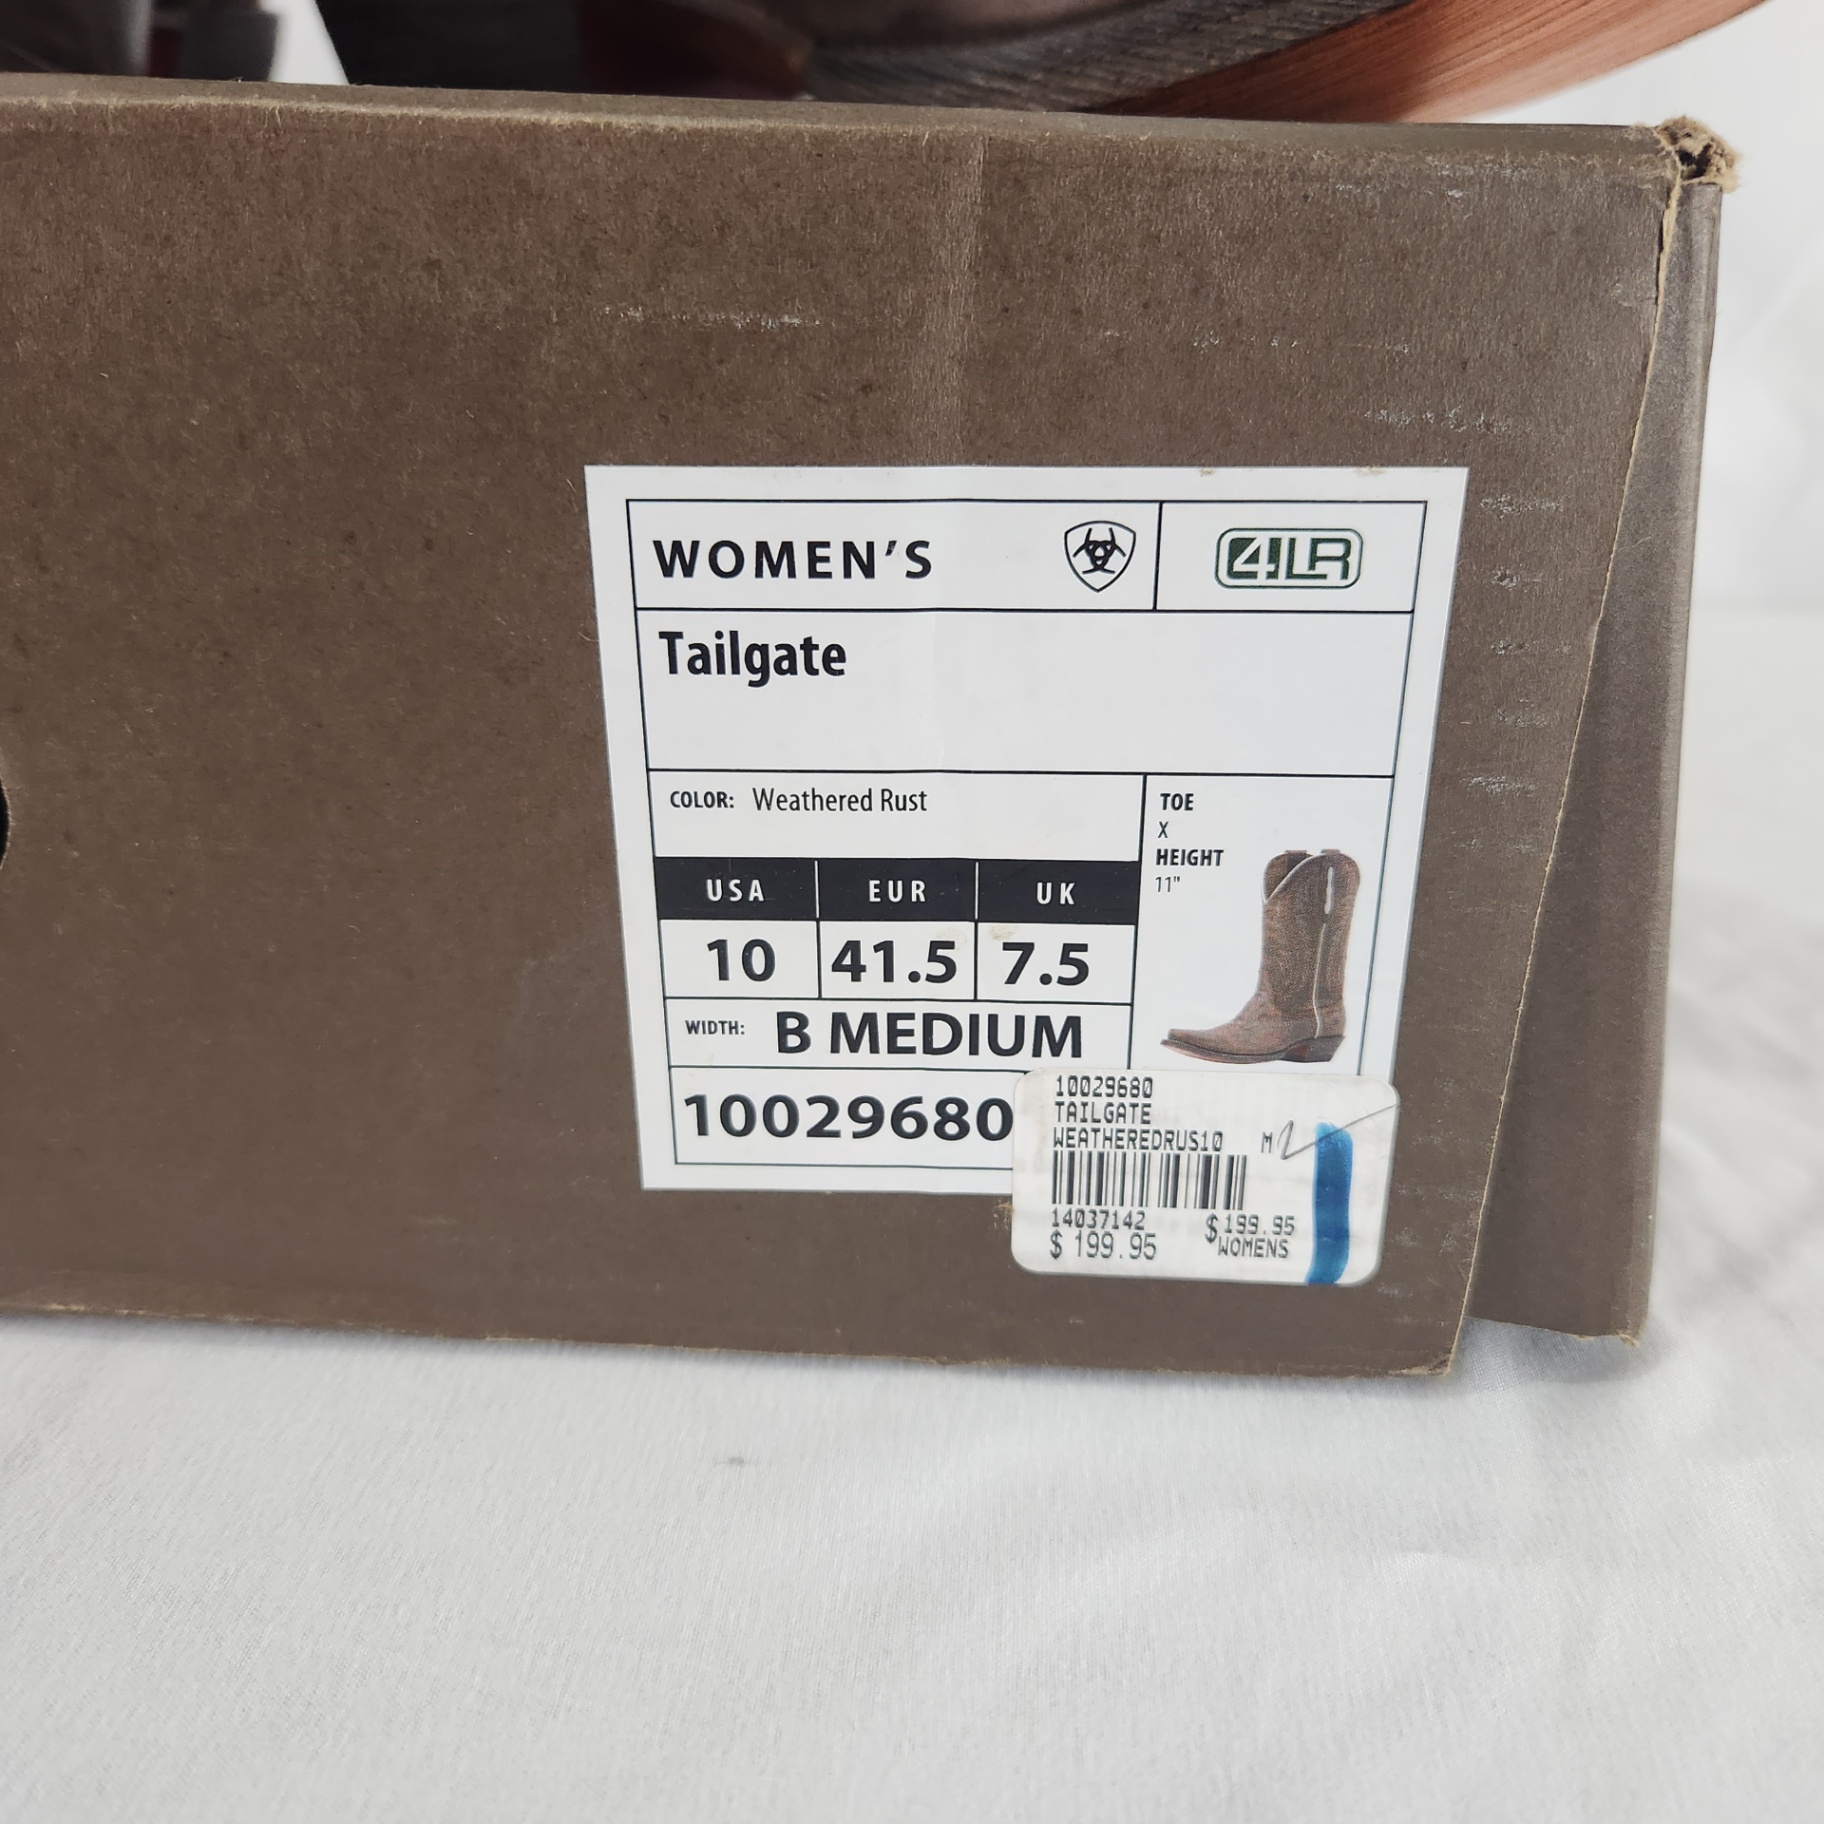 WOMEN'S
4LR
Tailgate
COLOR: Weathered Rust
TOE
X
HEIGHT
11"
USA EUR UK
10 41.5 7.5
WIDTH: B MEDIUM
10029680
10029680
TAILGATE
WEATHEREDRUS10 M 2
14037142 $199.95
$ 199.95 WOMENS